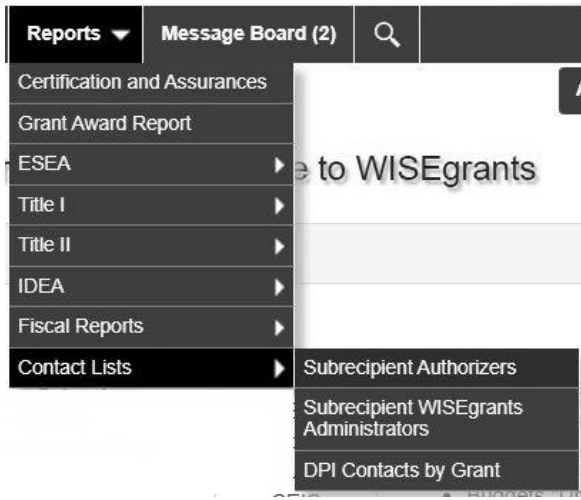 Reports Message Board (2)
Certification and Assurances
Grant Award Report
ESEA
e to WISEgrants
Title I
Title II
IDEA
Fiscal Reports
Contact Lists
Subrecipient Authorizers
Subrecipient WISEgrants
Administrators
DPI Contacts by Grant